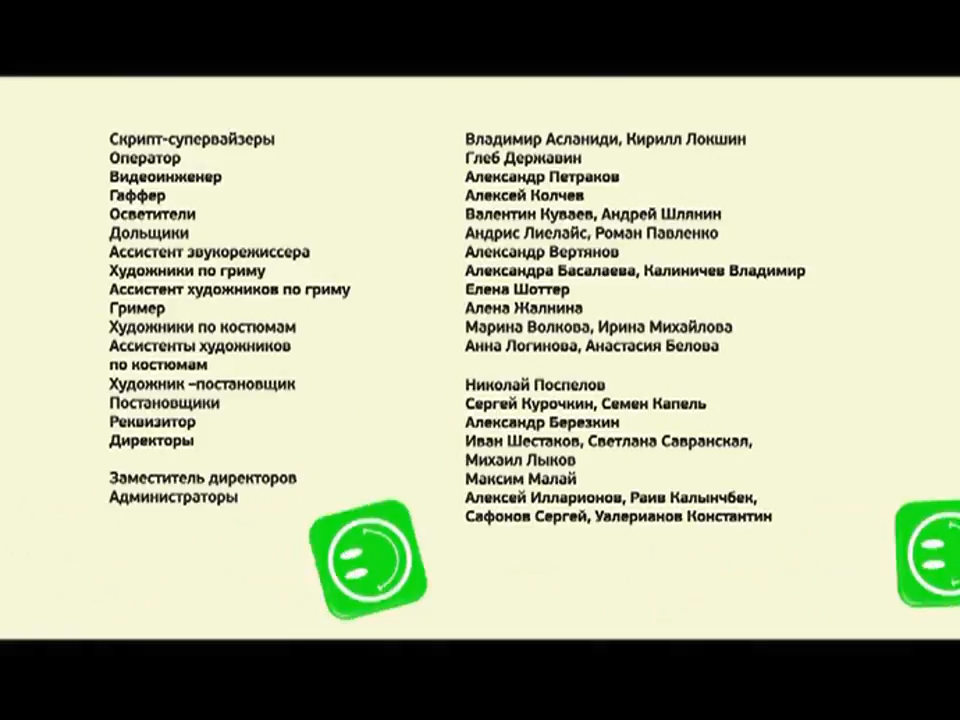 Скрипт-супервайзеры Владимир Асланиди, Кирилл Локшин
Оператор Глеб Державин
Видеоинженер Александр Петраков
Гаффер Алексей Колчев
Осветители Валентин Куваев, Андрей Шлянин
Дольщики Андрис Лиелайс, Роман Павленко
Ассистент звукорежиссера Александр Вертянов
Художники по гриму Александра Басалаева, Калиничев Владимир
Ассистент художников по гриму Елена Шоттер
Гример Алена Жалнина
Художники по костюмам Марина Волкова, Ирина Михайлова
Ассистенты художников Анна Логинова, Анастасия Белова
по костюмам
Художник –постановщик Николай Поспелов
Постановщики Сергей Курочкин, Семен Капель
Реквизитор Александр Березкин
Директоры Иван Шестаков, Светлана Савранская,
Михаил Лыков
Заместитель директоров Максим Малай
Администраторы Алексей Илларионов, Раив Калынчбек,
Сафонов Сергей, Уалерианов Константин